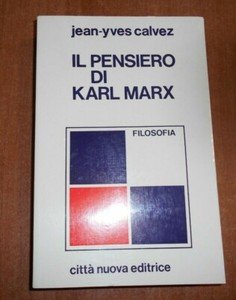 jean-yves calvez
IL PENSIERO
DI
KARL MARX
FILOSOFIA
città nuova editrice